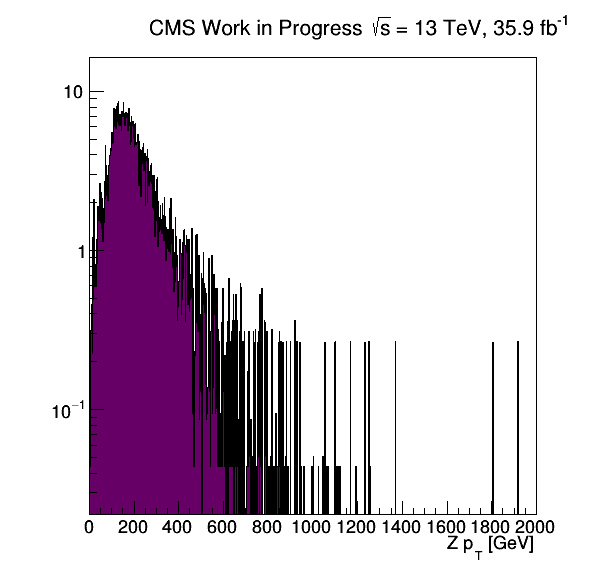 CMS Work in Progress √s = 13 TeV, 35.9 fb⁻¹
10
1
10⁻¹
0 200 400 600 800 1000 1200 1400 1600 1800 2000
Z p_T [GeV]